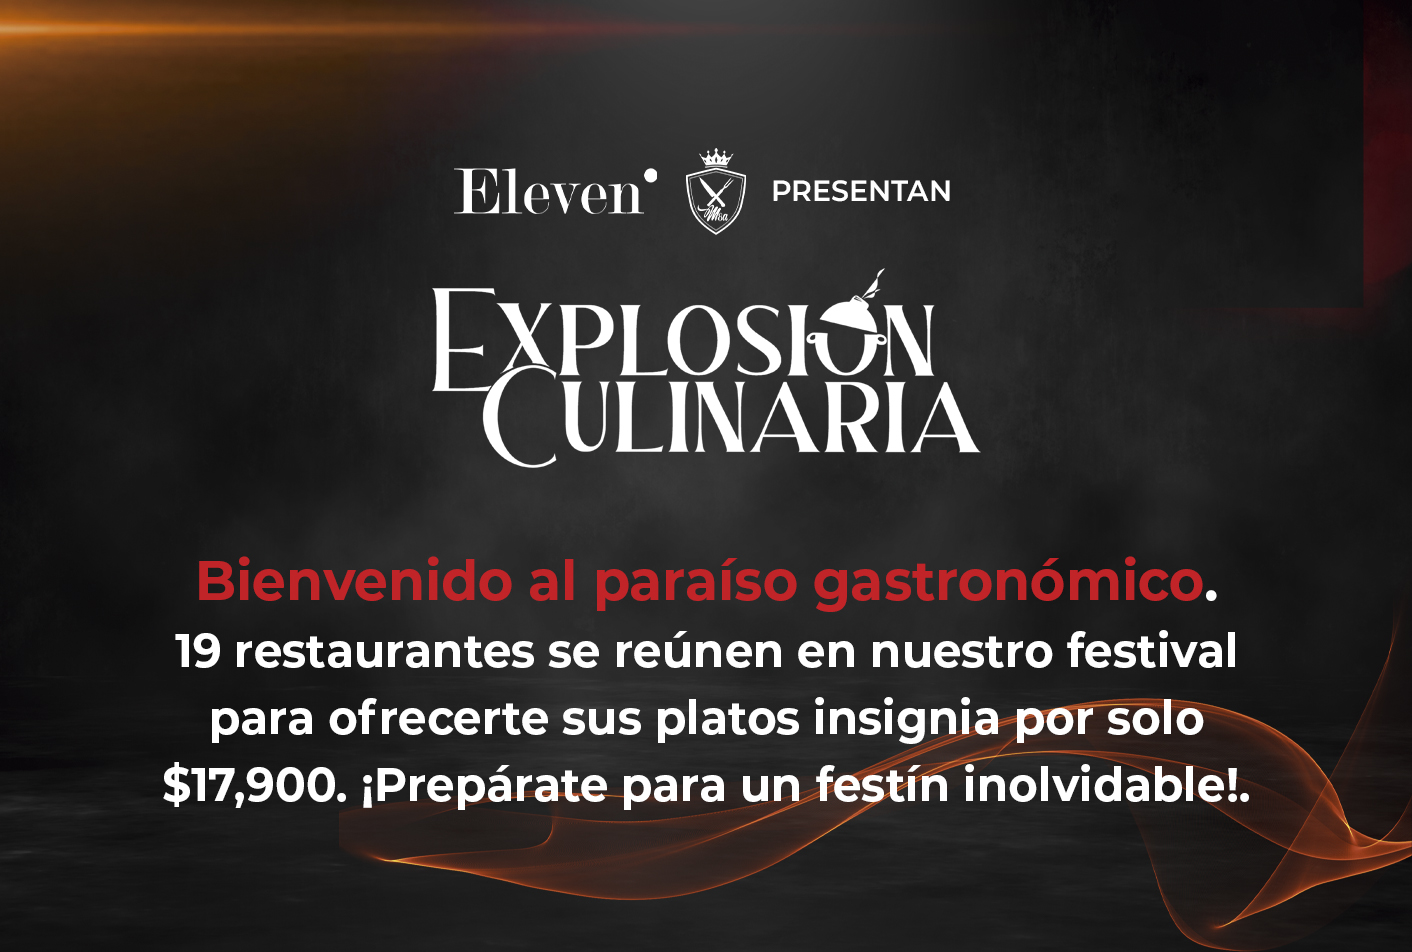 Eleven PRESENTAN
EXPLOSIÓN
CULINARIA
Bienvenido al paraíso gastronómico.
19 restaurantes se reúnen en nuestro festival
para ofrecerte sus platos insignia por solo
$17,900. ¡Prepárate para un festín inolvidable!.